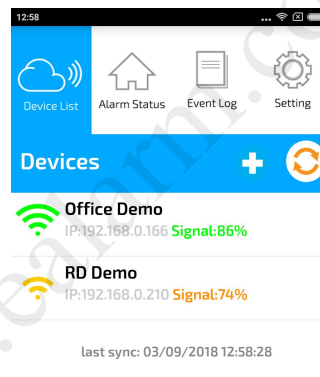 12:58
Device List Alarm Status Event Log Setting
Devices
Office Demo
IP:192.168.0.166 Signal:86%
RD Demo
IP:192.168.0.210 Signal:74%
last sync: 03/09/2018 12:58:28